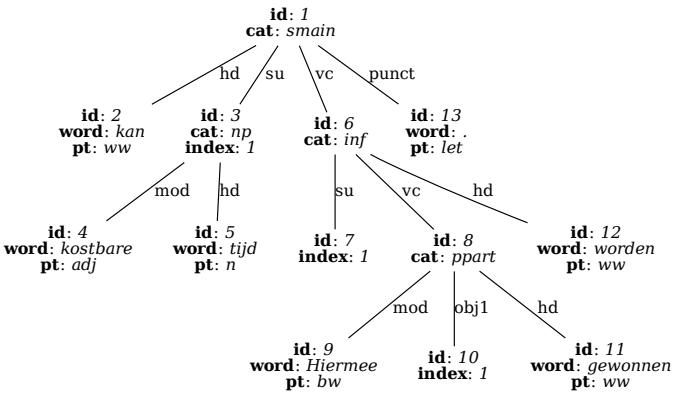 id: 1
cat: smain
hd su vc punct
id: 2
word: kan
pt: ww
id: 3
cat: np
index: 1
id: 6
cat: inf
id: 13
word: .
pt: let
mod hd su vc hd
id: 4
word: kostbare
pt: adj
id: 5
word: tijd
pt: n
id: 7
index: 1
id: 8
cat: ppart
id: 12
word: worden
pt: ww
mod obj1 hd
id: 9
word: Hiermee
pt: bw
id: 10
index: 1
id: 11
word: gewonnen
pt: ww